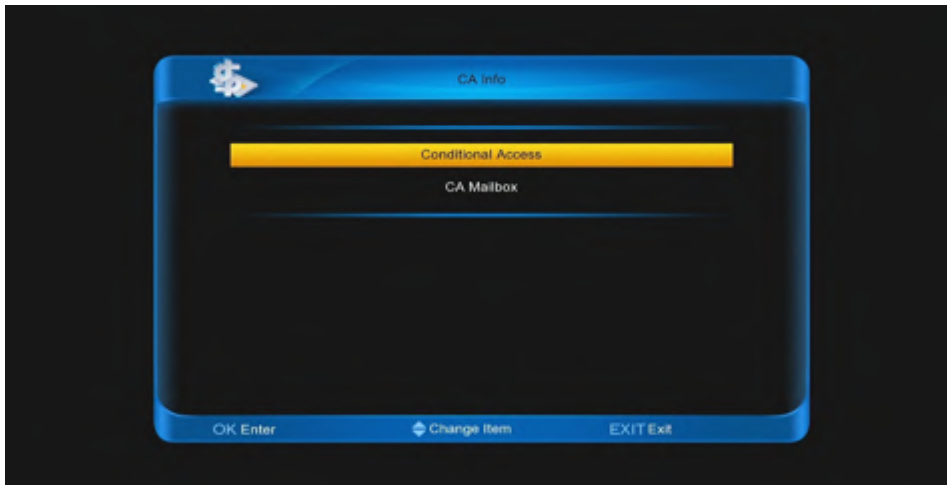 CA Info
Conditional Access
CA Mailbox
OK Enter Change Item EXIT Exit